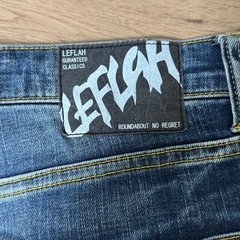 LEFLAH
GURANTEED
CLASSICS
LEFLAH
ROUNDABOUT NO REGRET